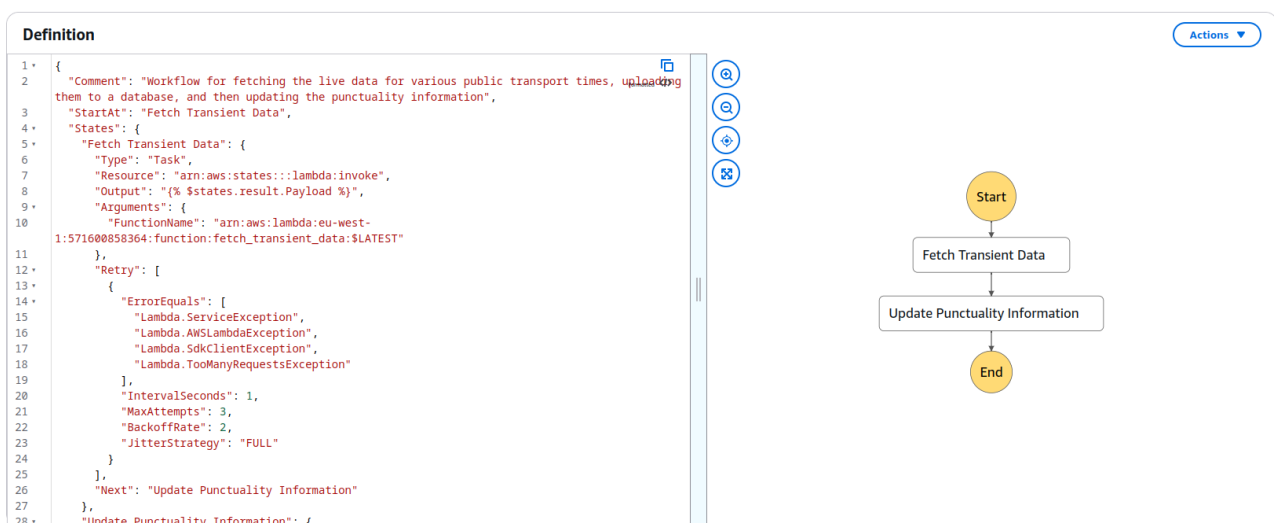 Definition
Actions
1 {
2 "Comment": "Workflow for fetching the live data for various public transport times, uploading
them to a database, and then updating the punctuality information",
3 "StartAt": "Fetch Transient Data",
4 "States": {
5 "Fetch Transient Data": {
6 "Type": "Task",
7 "Resource": "arn:aws:states:::lambda:invoke",
8 "Output": "{% $states.result.Payload %}",
9 "Arguments": {
10 "FunctionName": "arn:aws:lambda:eu-west-
1:571600858364:function:fetch_transient_data:$LATEST"
11 },
12 "Retry": [
13 {
14 "ErrorEquals": [
15 "Lambda.ServiceException",
16 "Lambda.AWSLambdaException",
17 "Lambda.SdkClientException",
18 "Lambda.TooManyRequestsException"
19 ],
20 "IntervalSeconds": 1,
21 "MaxAttempts": 3,
22 "BackoffRate": 2,
23 "JitterStrategy": "FULL"
24 }
25 ],
26 "Next": "Update Punctuality Information"
27 },
28 "Update Punctuality Information": {
Start
Fetch Transient Data
Update Punctuality Information
End